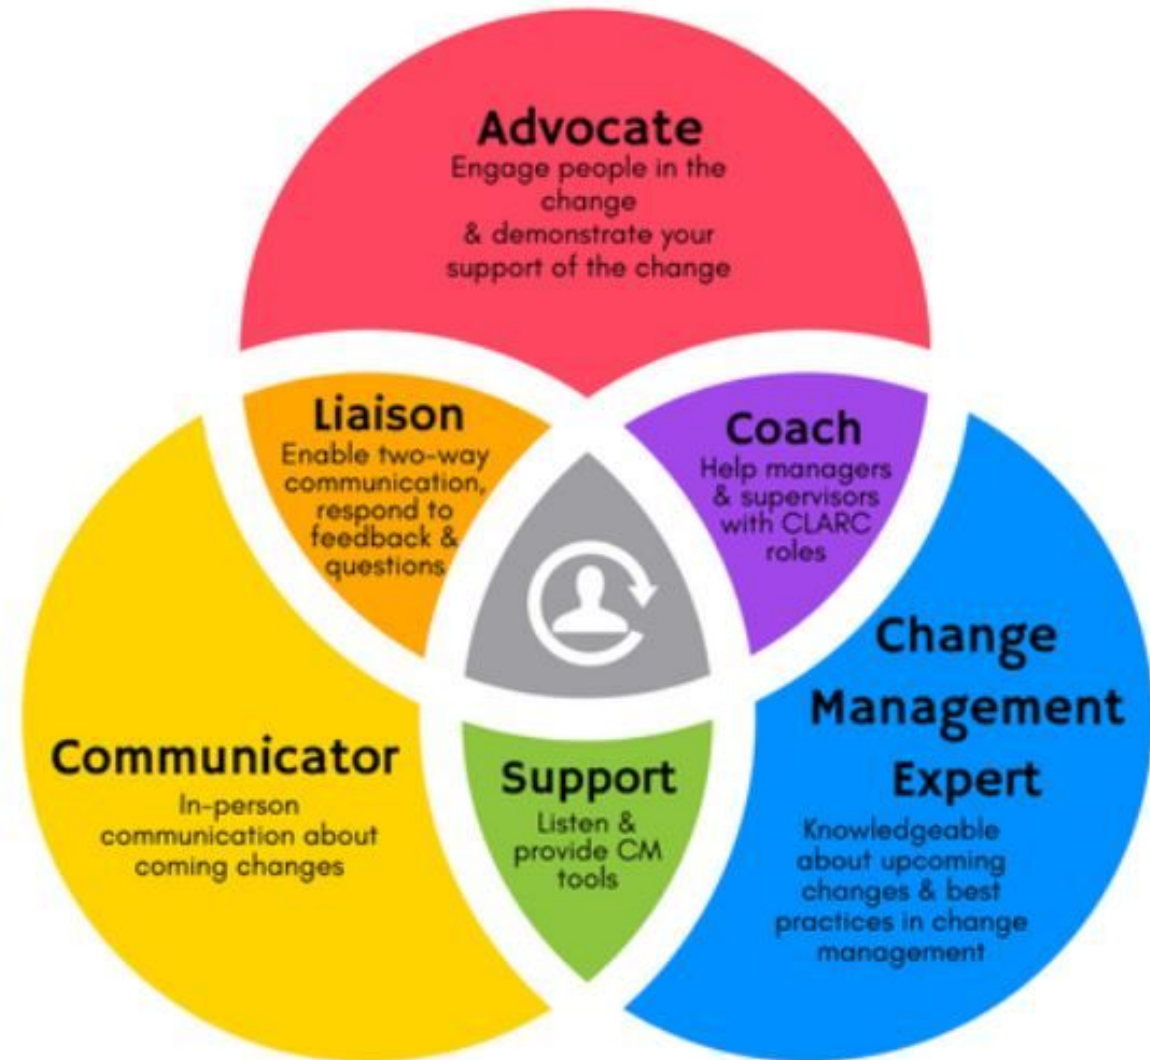 Advocate
Engage people in the
change
& demonstrate your
support of the change
Liaison
Enable two-way
communication,
respond to
feedback &
questions
Coach
Help managers
& supervisors
with CLARC
roles
Communicator
In-person
communication about
coming changes
Support
Listen &
provide CM
tools
Change
Management
Expert
Knowledgeable
about upcoming
changes & best
practices in change
management